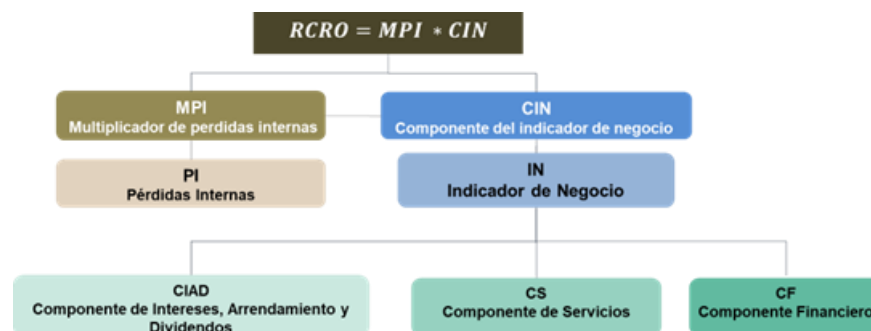 RCRO = MPI * CIN
MPI
Multiplicador de perdidas internas
CIN
Componente del indicador de negocio
PI
Pérdidas Internas
IN
Indicador de Negocio
CIAD
Componente de Intereses, Arrendamiento y
Dividendos
CS
Componente de Servicios
CF
Componente Financiero